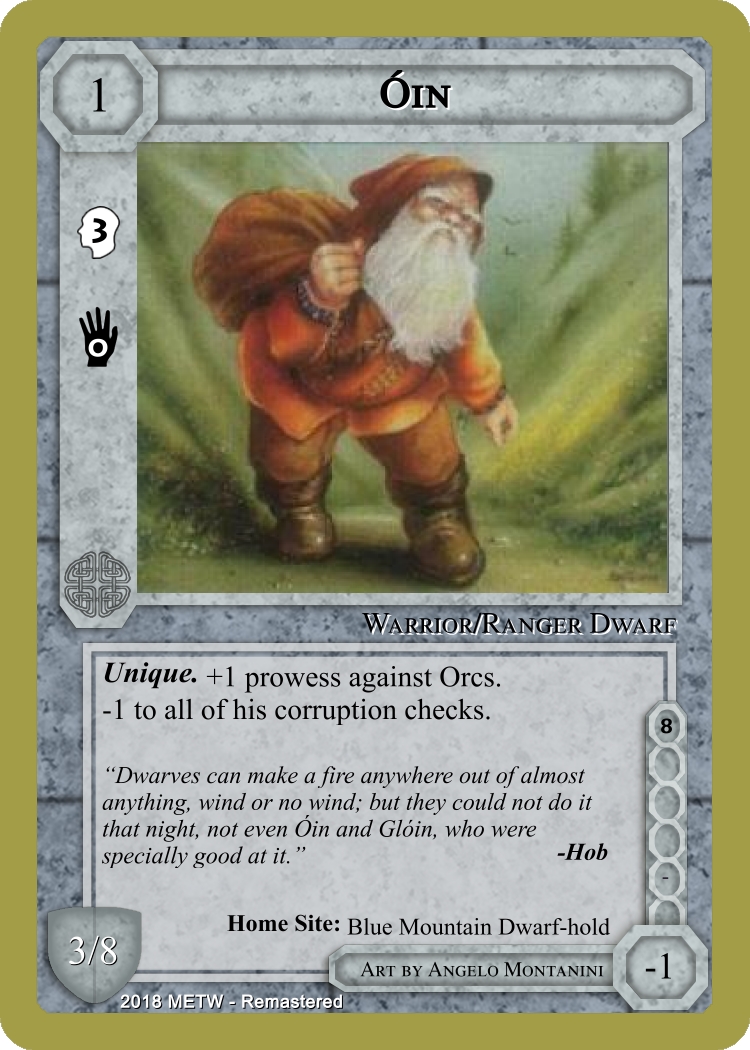 1
ÓIN
3
0
WARRIOR/RANGER DWARF
Unique. +1 prowess against Orcs.
-1 to all of his corruption checks.
8
“Dwarves can make a fire anywhere out of almost
anything, wind or no wind; but they could not do it
that night, not even Óin and Glóin, who were
specially good at it.” -Hob
-
Home Site: Blue Mountain Dwarf-hold
3/8
ART BY ANGELO MONTANINI
-1
2018 METW - Remastered